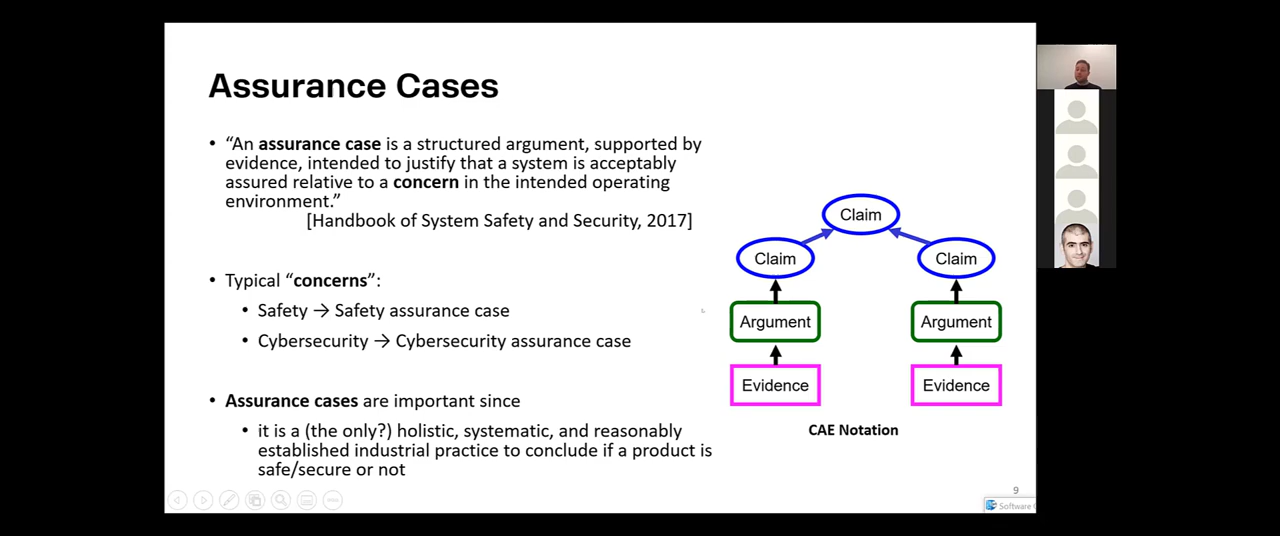 Assurance Cases
• “An assurance case is a structured argument, supported by
evidence, intended to justify that a system is acceptably
assured relative to a concern in the intended operating
environment.”
[Handbook of System Safety and Security, 2017]
• Typical “concerns”:
• Safety → Safety assurance case
• Cybersecurity → Cybersecurity assurance case
• Assurance cases are important since
• it is a (the only?) holistic, systematic, and reasonably
established industrial practice to conclude if a product is
safe/secure or not
Claim
Claim
Claim
Argument
Argument
Evidence
Evidence
CAE Notation
9
Software